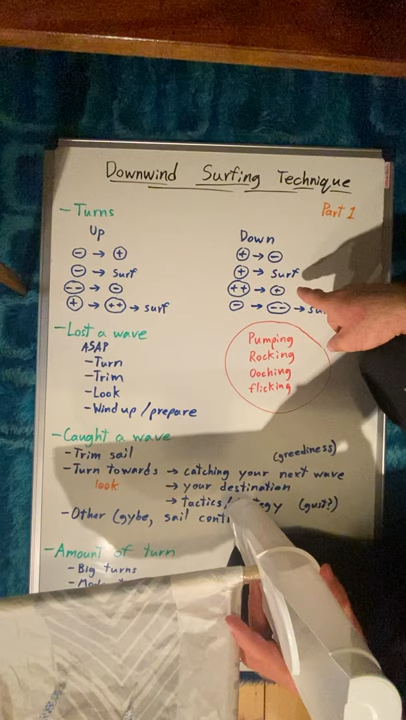 Downwind Surfing Technique
Part 1
- Turns
Up
⊖ → ⊕
⊖ → surf
⊖⊖ → ⊖
⊕ → ⊕⊕ → surf
Down
⊕ → ⊖
⊕ → surf
⊕⊕ → ⊕
⊖ → ⊖⊖ →
- Lost a wave
ASAP
- Turn
- Trim
- Look
- Wind up / prepare
Pumping
Rocking
Ooching
flicking
- Caught a wave
- Trim sail (greediness)
- Turn towards → catching your next wave
look → your destination
→ Tactics (gust?)
- Other (gybe, sail
- Amount of turn
- Big turns